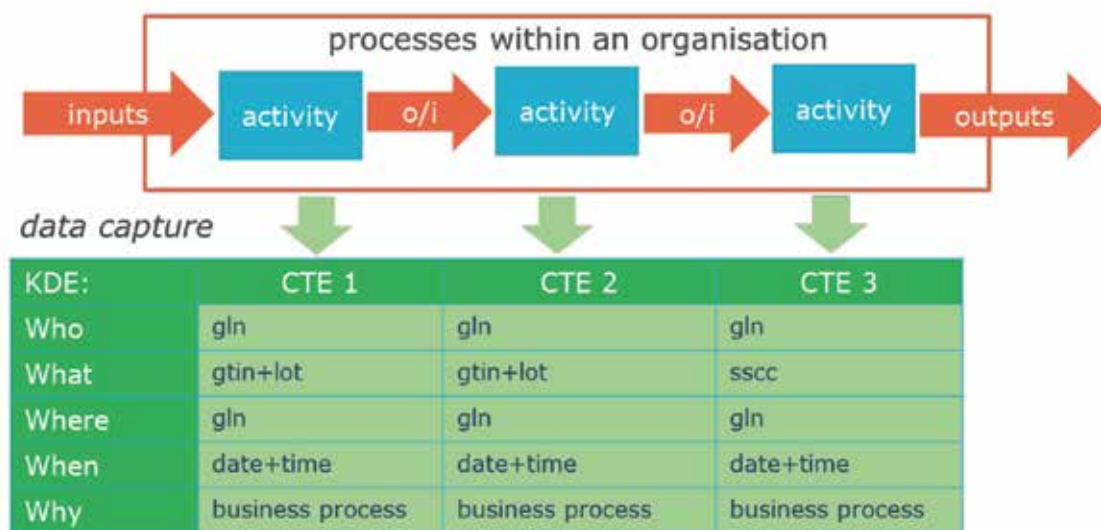 processes within an organisation
inputs activity o/i activity o/i activity outputs
data capture
KDE: CTE 1 CTE 2 CTE 3
Who gln gln gln
What gtin+lot gtin+lot sscc
Where gln gln gln
When date+time date+time date+time
Why business process business process business process